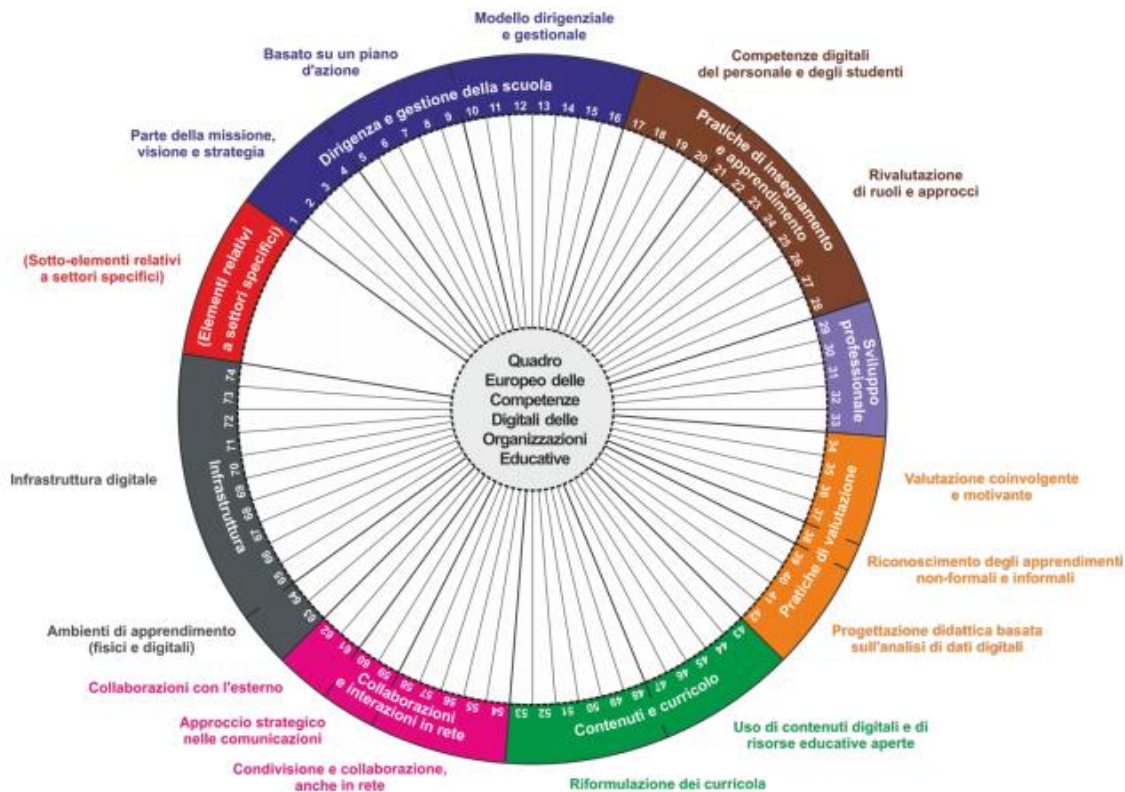 Modello dirigenziale
e gestionale
Basato su un piano
d'azione
Competenze digitali
del personale e degli studenti
Parte della missione,
visione e strategia
Rivalutazione
di ruoli e approcci
(Sotto-elementi relativi
a settori specifici)
Infrastruttura digitale
Valutazione coinvolgente
e motivante
Riconoscimento degli apprendimenti
non-formali e informali
Ambienti di apprendimento
(fisici e digitali)
Progettazione didattica basata
sull'analisi di dati digitali
Collaborazioni con l'esterno
Approccio strategico
nelle comunicazioni
Uso di contenuti digitali e di
risorse educative aperte
Condivisione e collaborazione,
anche in rete
Riformulazione dei curricola
Dirigenza e gestione della scuola
Pratiche di insegnamento
e apprendimento
Sviluppo
professionale
Pratiche di valutazione
Contenuti e curricolo
Collaborazioni
e interazioni in rete
Infrastruttura
(Elementi relativi
a settori specifici)
1 2 3 4 5 6 7 8 9 10 11 12 13 14 15 16
17 18 19 20 21 22 23 24 25 26 27 28
29 30 31 32 33
34 35 36 37 38 39 40 41 42
43 44 45 46 47 48 49 50 51 52 53
54 55 56 57 58 59 60 61 62
63 64 65 66 67 68 69 70 71 72 73 74
Quadro
Europeo delle
Competenze
Digitali delle
Organizzazioni
Educative